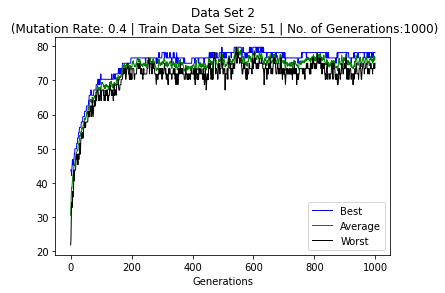 Data Set 2
(Mutation Rate: 0.4 | Train Data Set Size: 51 | No. of Generations:1000)
80
70
60
50
40
30
20
Best
Average
Worst
0
200
400
600
800
1000
Generations